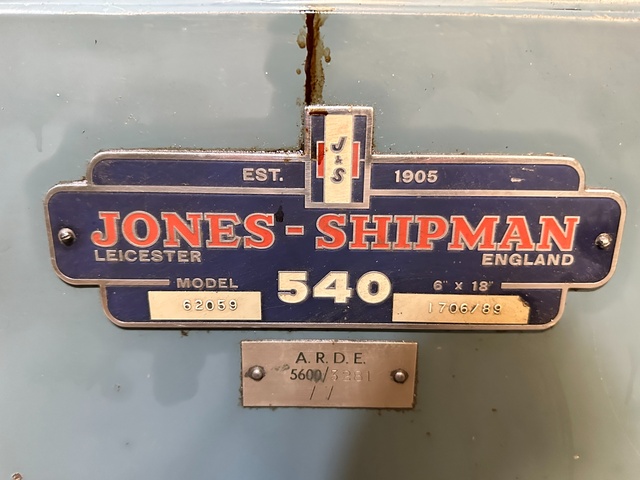 J & S
EST. 1905
JONES-SHIPMAN
LEICESTER ENGLAND
MODEL 540 6" x 18"
62059 1706/89
A.R.D.E.
5600/
/ /